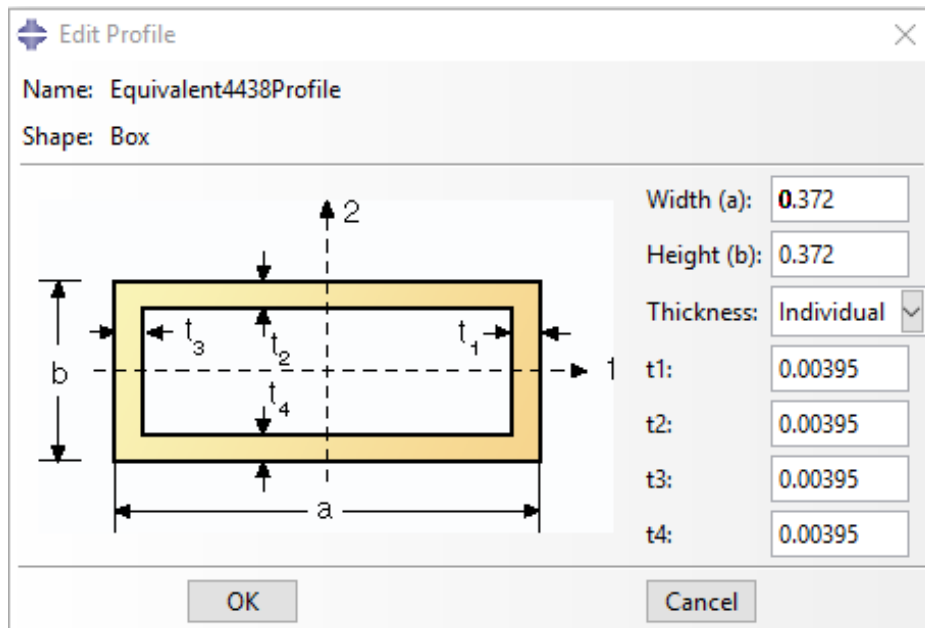 Edit Profile
Name: Equivalent4438Profile
Shape: Box
Width (a): 0.372
Height (b): 0.372
Thickness: Individual
t1: 0.00395
t2: 0.00395
t3: 0.00395
t4: 0.00395
2
t3
t2
t1
b
1
t4
a
OK
Cancel